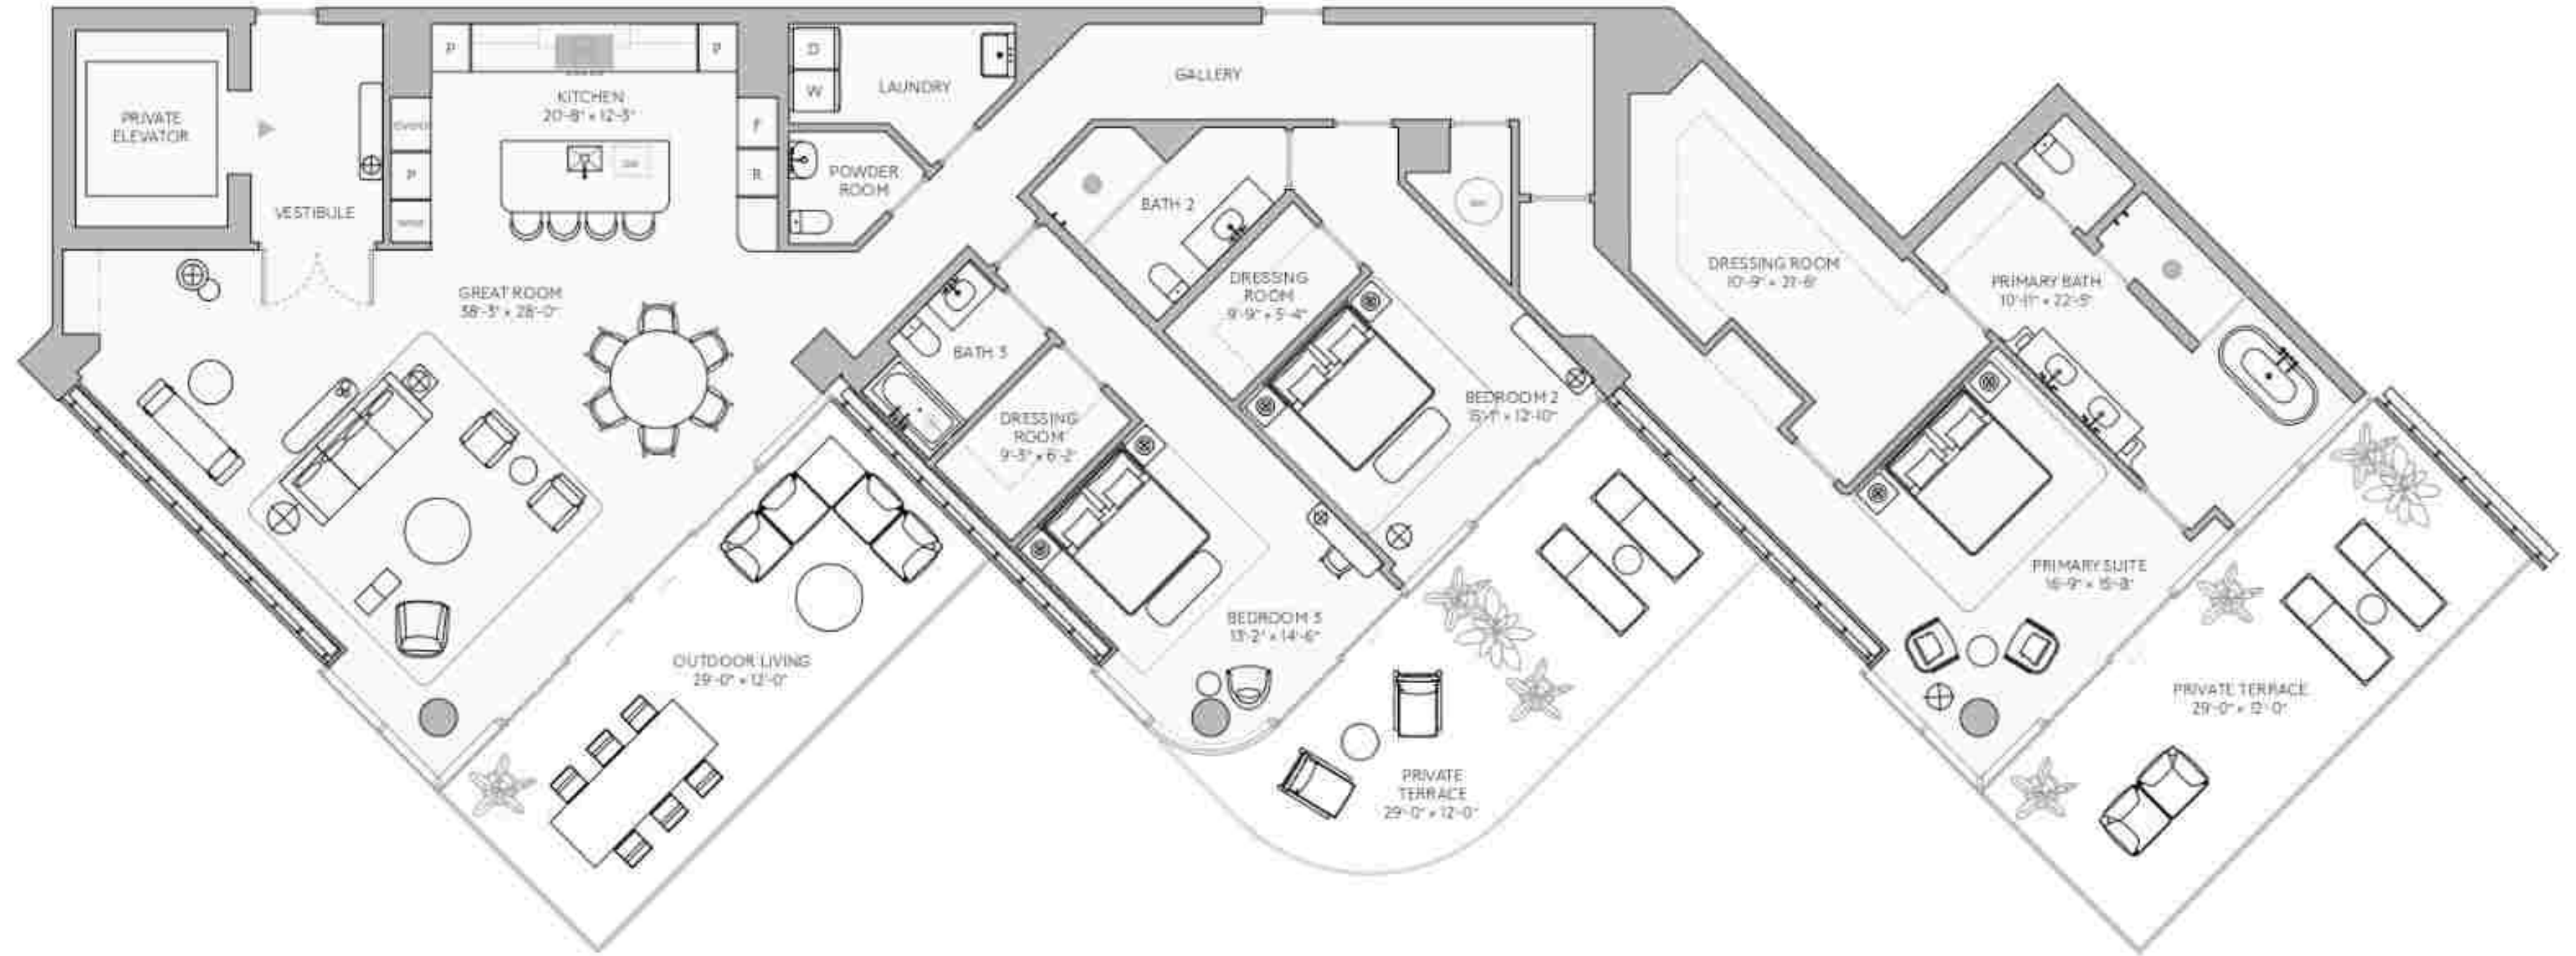 PRIVATE
ELEVATOR
VESTIBULE
P
P
KITCHEN
20'-8" × 12'-3"
P
F
R
D
W
LAUNDRY
POWDER
ROOM
GALLERY
GREAT ROOM
38'-3" × 28'-0"
BATH 2
DRESSING
ROOM
9'-9" × 5'-4"
BATH 3
DRESSING
ROOM
9'-3" × 6'-2"
BEDROOM 2
15'-1" × 12'-10"
DRESSING ROOM
10'-9" × 21'-6"
PRIMARY BATH
10'-11" × 22'-5"
PRIMARY SUITE
16'-9" × 15'-8"
BEDROOM 3
13'-2" × 14'-6"
OUTDOOR LIVING
29'-0" × 12'-0"
PRIVATE
TERRACE
29'-0" × 12'-0"
PRIVATE TERRACE
29'-0" × 12'-0"